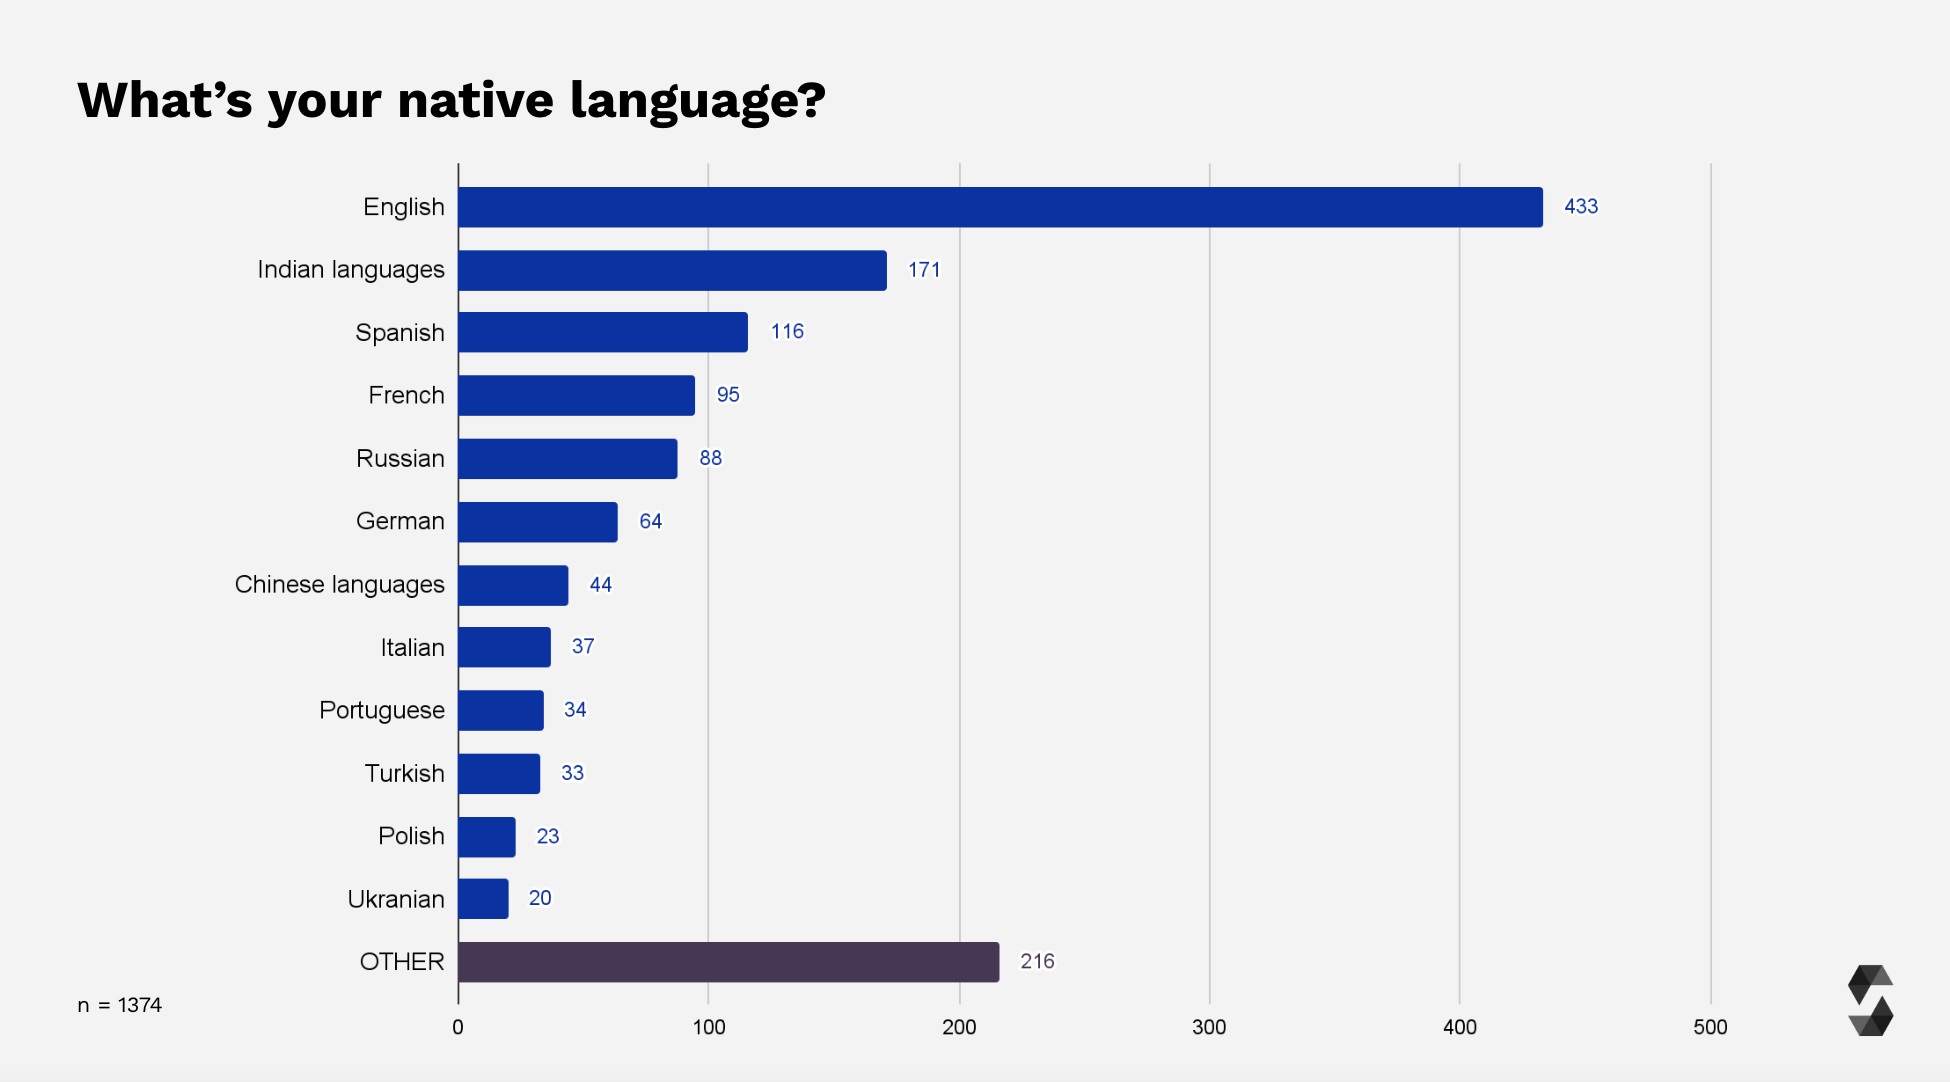 What’s your native language?
English 433
Indian languages 171
Spanish 116
French 95
Russian 88
German 64
Chinese languages 44
Italian 37
Portuguese 34
Turkish 33
Polish 23
Ukranian 20
OTHER 216
n = 1374
0 100 200 300 400 500